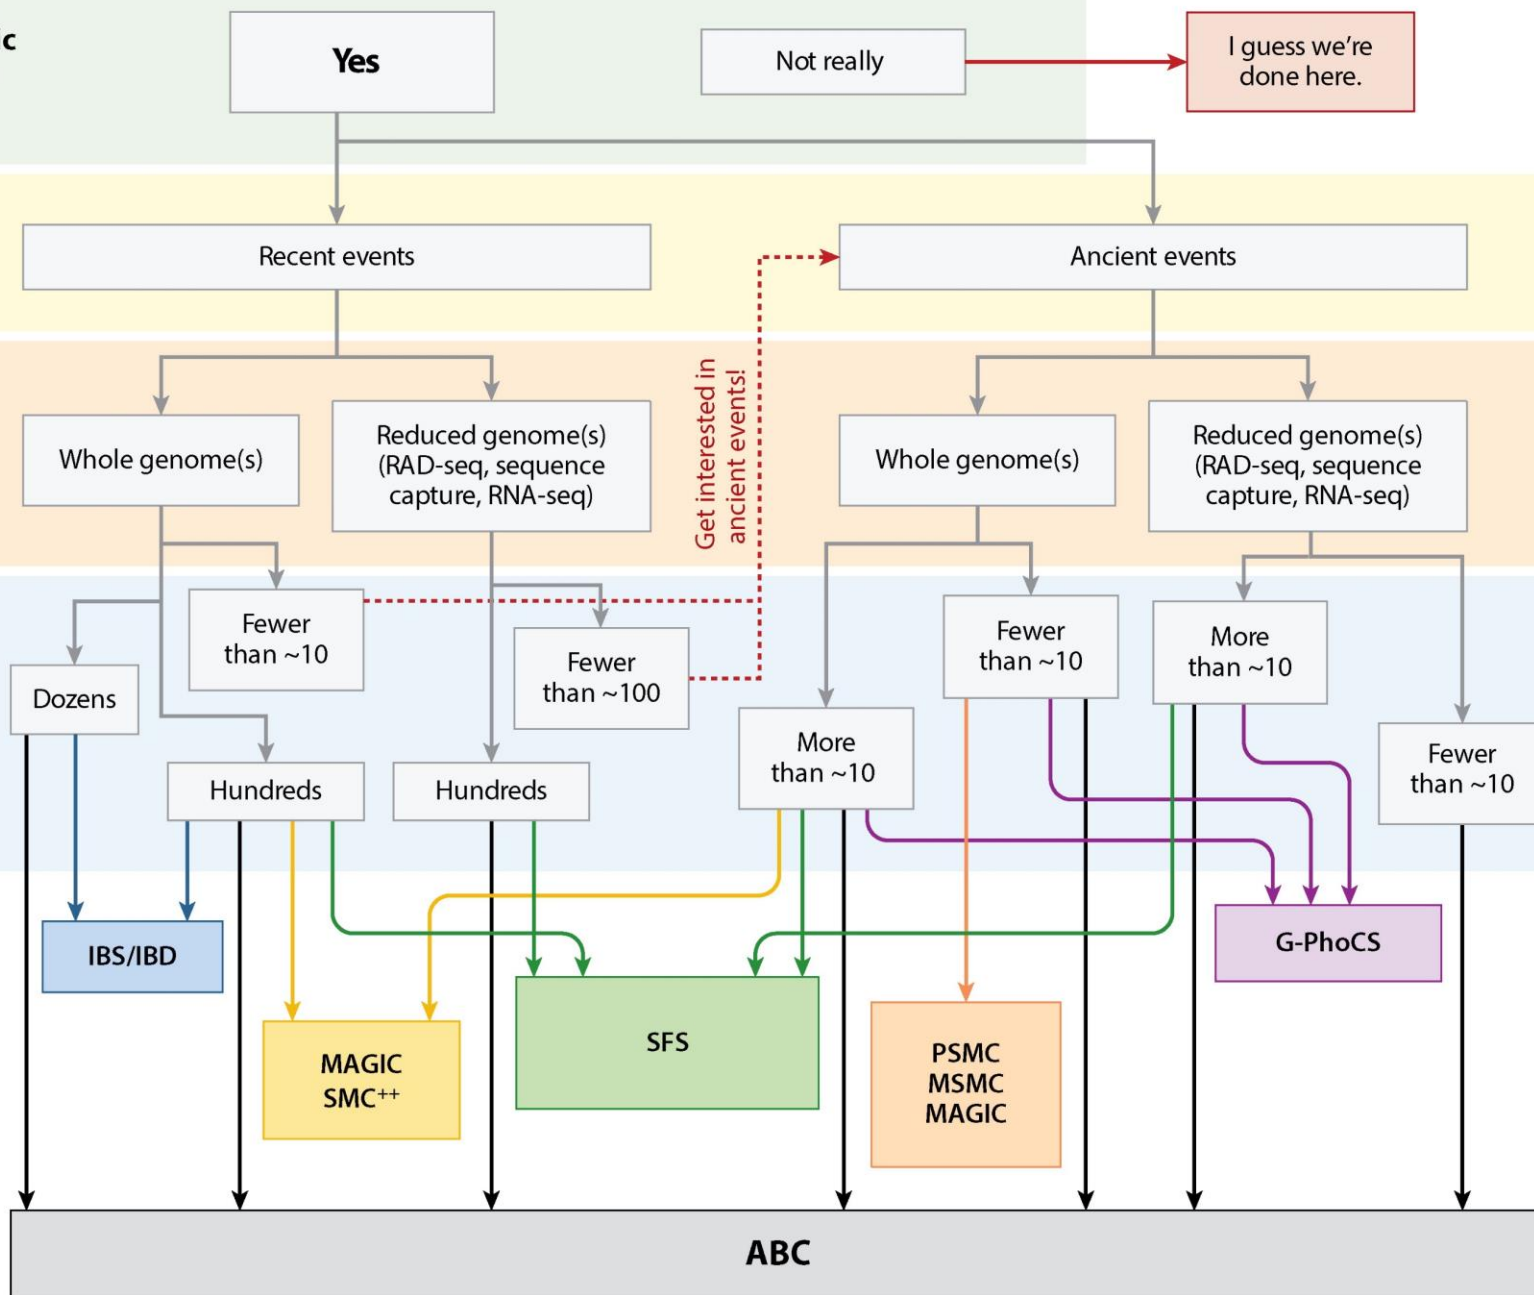 ic
Yes
Not really
I guess we're
done here.
Recent events
Ancient events
Get interested in
ancient events!
Whole genome(s)
Reduced genome(s)
(RAD-seq, sequence
capture, RNA-seq)
Whole genome(s)
Reduced genome(s)
(RAD-seq, sequence
capture, RNA-seq)
Fewer
than ~10
Dozens
Fewer
than ~100
Hundreds
Hundreds
More
than ~10
Fewer
than ~10
More
than ~10
Fewer
than ~10
IBS/IBD
MAGIC
SMC⁺⁺
SFS
PSMC
MSMC
MAGIC
G-PhoCS
ABC